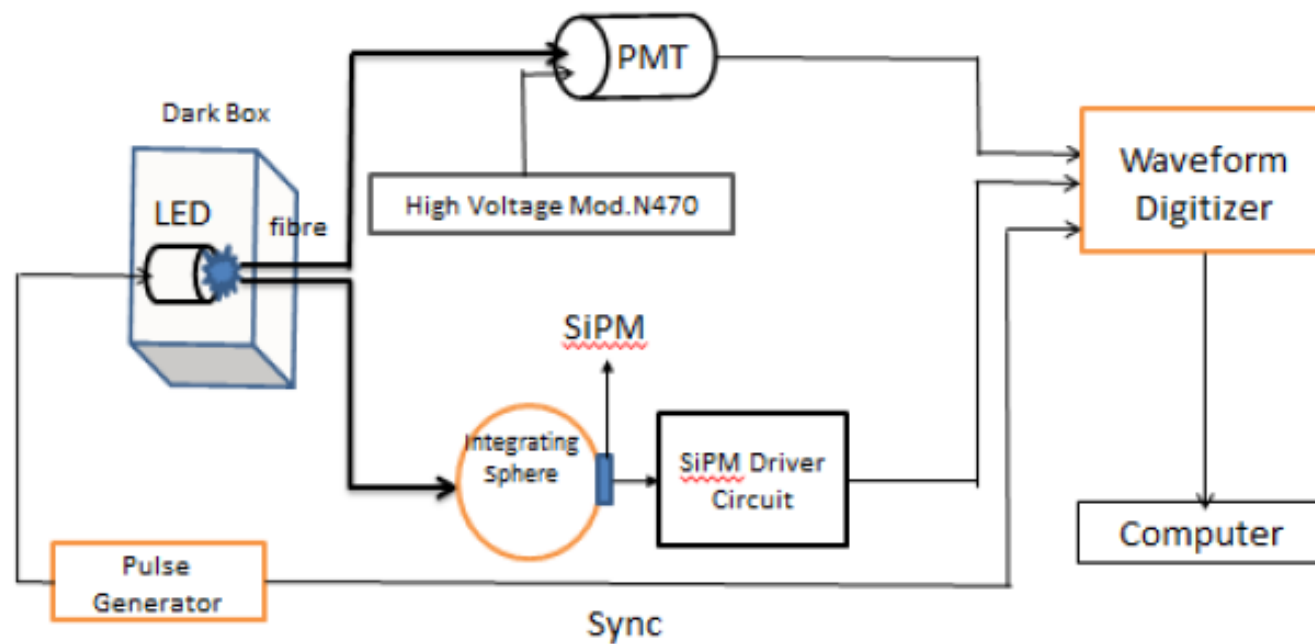 PMT
Dark Box
Waveform
Digitizer
High Voltage Mod.N470
LED
fibre
SiPM
Integrating
Sphere
SiPM Driver
Circuit
Computer
Pulse
Generator
Sync